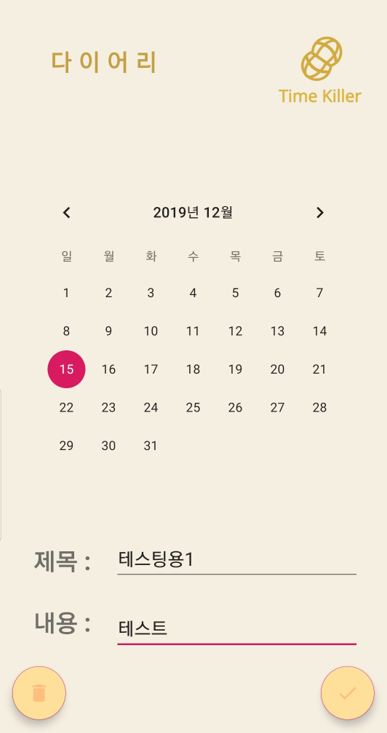 다이어리
Time Killer
2019년 12월
일 월 화 수 목 금 토
1 2 3 4 5 6 7
8 9 10 11 12 13 14
15 16 17 18 19 20 21
22 23 24 25 26 27 28
29 30 31
제목 : 테스팅용1
내용 : 테스트